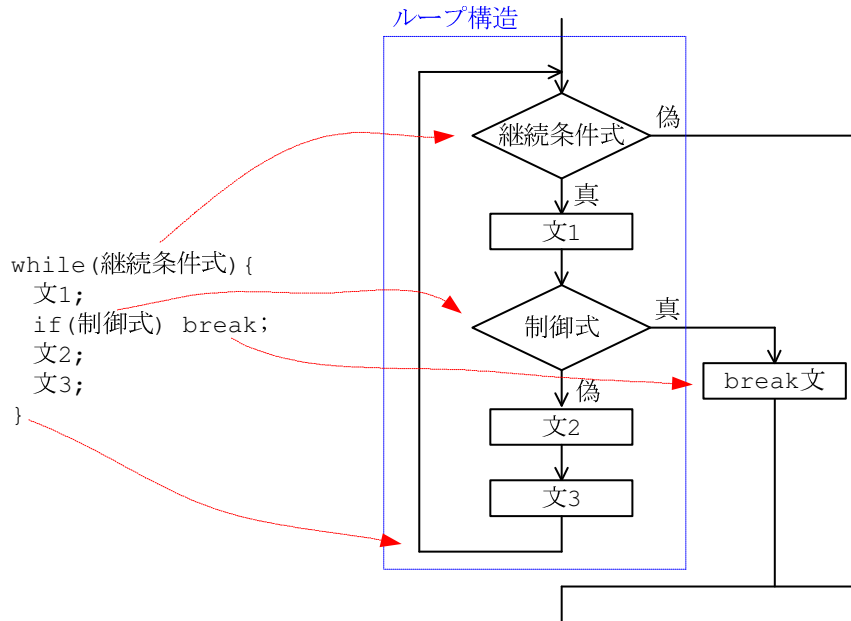 ループ構造
継続条件式
偽
真
文1
制御式
真
break文
偽
文2
文3
while(継続条件式){
文1;
if(制御式) break;
文2;
文3;
}